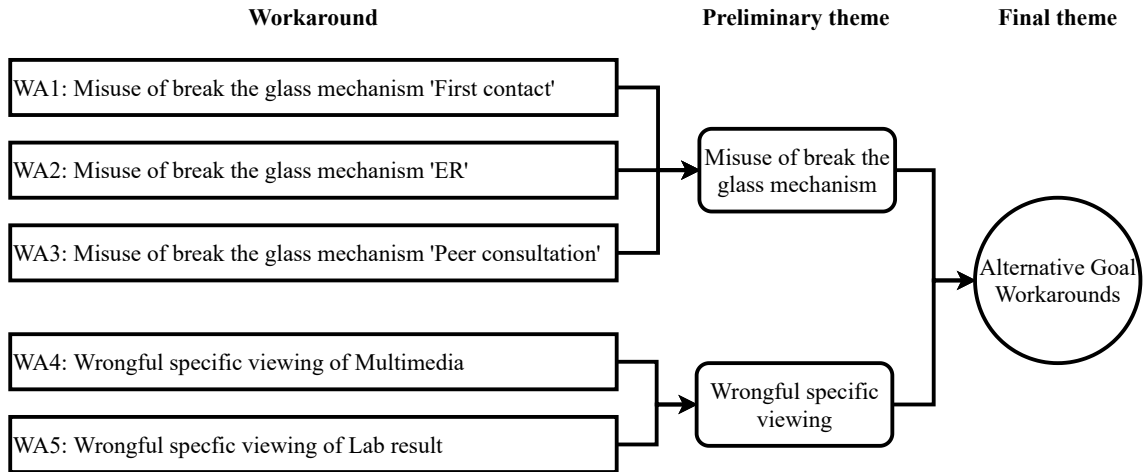 Workaround
Preliminary theme
Final theme
WA1: Misuse of break the glass mechanism 'First contact'
WA2: Misuse of break the glass mechanism 'ER'
WA3: Misuse of break the glass mechanism 'Peer consultation'
WA4: Wrongful specific viewing of Multimedia
WA5: Wrongful specfic viewing of Lab result
Misuse of break the
glass mechanism
Wrongful specific
viewing
Alternative Goal
Workarounds